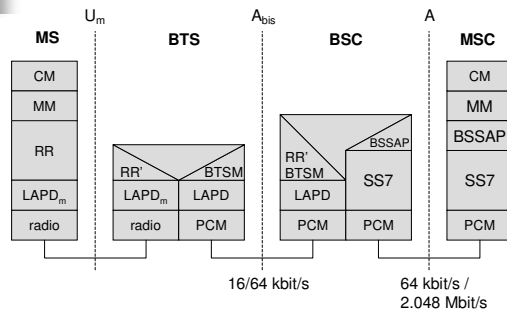 Um Abis A
MS BTS BSC MSC
CM CM
MM MM
BSSAP
BSSAP
RR RR' BTSM RR' SS7 SS7
BTSM
LAPDm LAPDm LAPD LAPD
radio radio PCM PCM PCM PCM
16/64 kbit/s 64 kbit/s /
2.048 Mbit/s